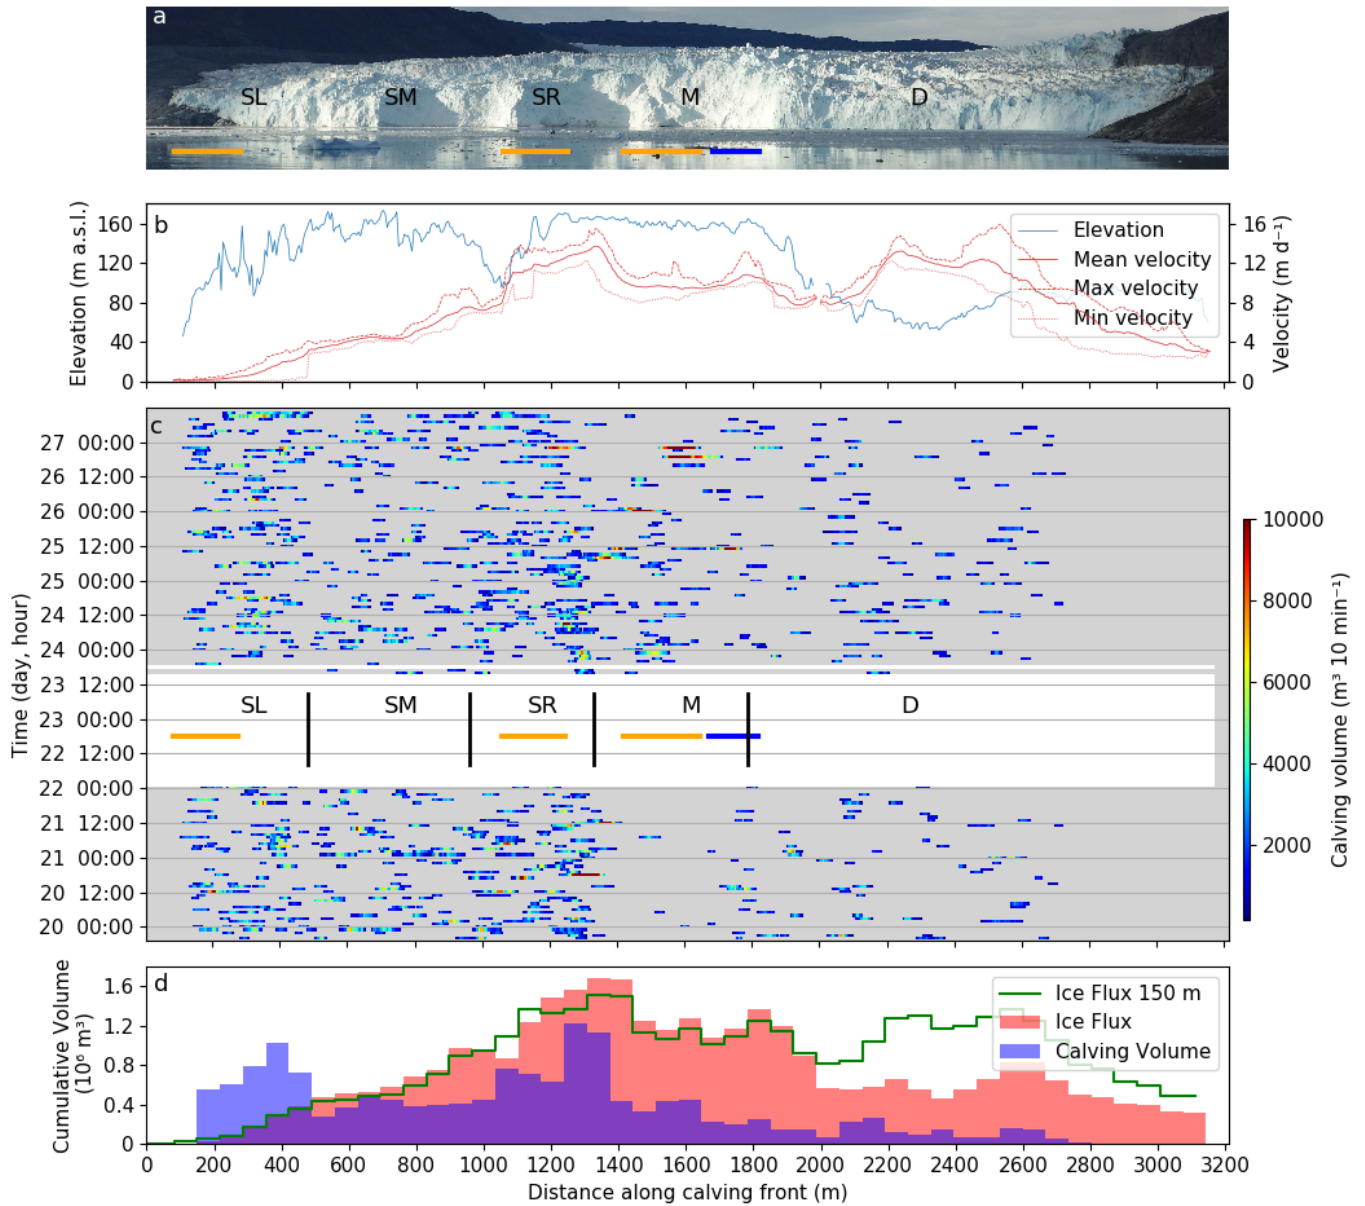 a
SL SM SR M D
b
Elevation (m a.s.l.)
160
120
80
40
0
Elevation
Mean velocity
Max velocity
Min velocity
16
12
8
4
0
Velocity (m d⁻¹)
c
Time (day, hour)
27 00:00
26 12:00
26 00:00
25 12:00
25 00:00
24 12:00
24 00:00
23 12:00
23 00:00
22 12:00
22 00:00
21 12:00
21 00:00
20 12:00
20 00:00
SL SM SR M D
10000
8000
6000
4000
2000
Calving volume (m³ 10 min⁻¹)
d
Cumulative Volume
(10⁶ m³)
1.6
1.2
0.8
0.4
0
Ice Flux 150 m
Ice Flux
Calving Volume
0 200 400 600 800 1000 1200 1400 1600 1800 2000 2200 2400 2600 2800 3000 3200
Distance along calving front (m)